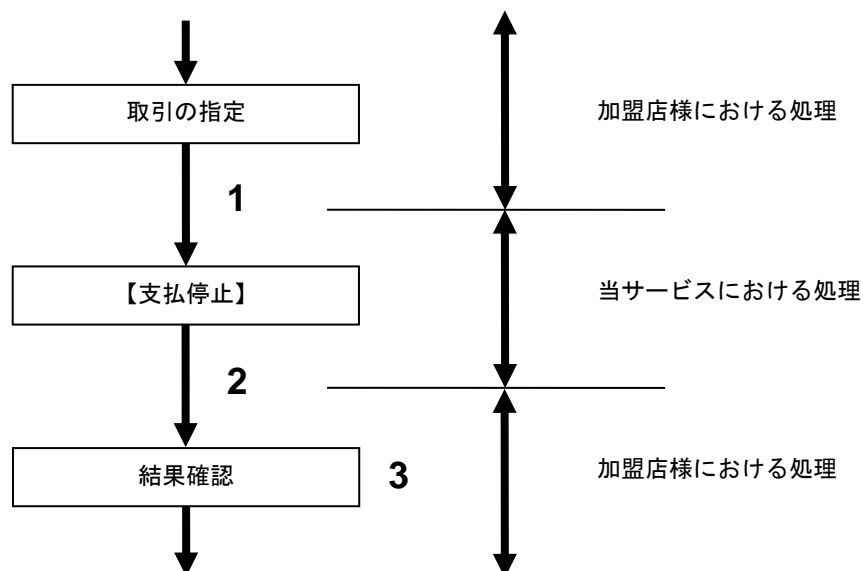 取引の指定
加盟店様における処理
1
【支払停止】
当サービスにおける処理
2
結果確認
3
加盟店様における処理